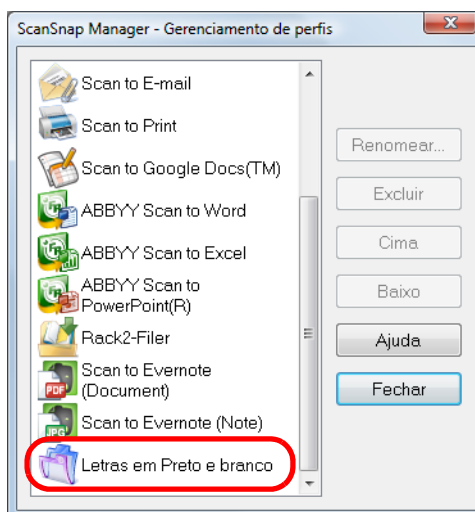 ScanSnap Manager - Gerenciamento de perfis
Scan to E-mail
Scan to Print
Scan to Google Docs(TM)
ABBYY Scan to Word
ABBYY Scan to Excel
ABBYY Scan to
PowerPoint(R)
Rack2-Filer
Scan to Evernote
(Document)
Scan to Evernote (Note)
Letras em Preto e branco
Renomear...
Excluir
Cima
Baixo
Ajuda
Fechar
PDF
JPG